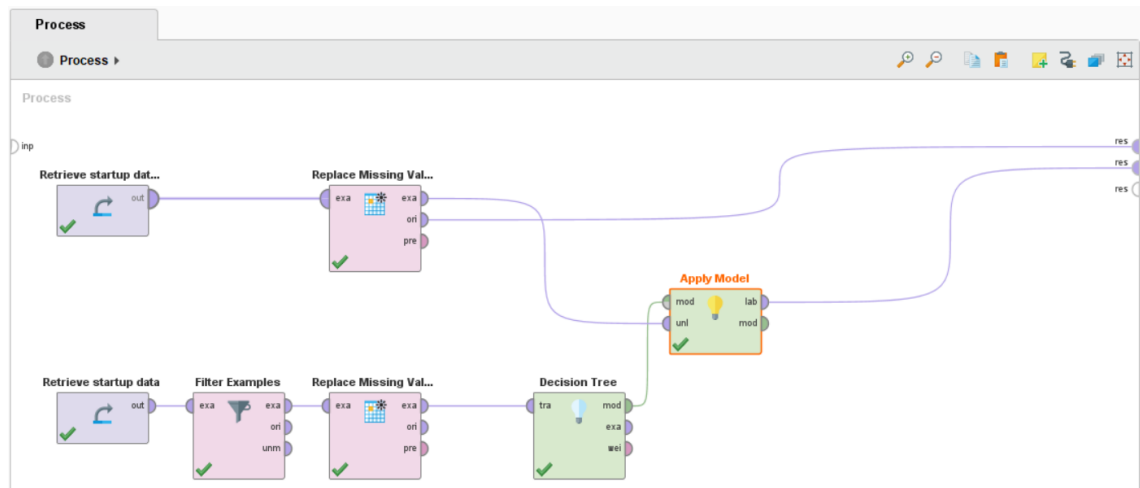 Process
Process
Process
inp
res
res
res
Retrieve startup dat...
out
Replace Missing Val...
exa exa
ori
pre
Apply Model
mod lab
unl mod
Retrieve startup data
out
Filter Examples
exa exa
ori
unm
Replace Missing Val...
exa exa
ori
pre
Decision Tree
tra mod
exa
wei